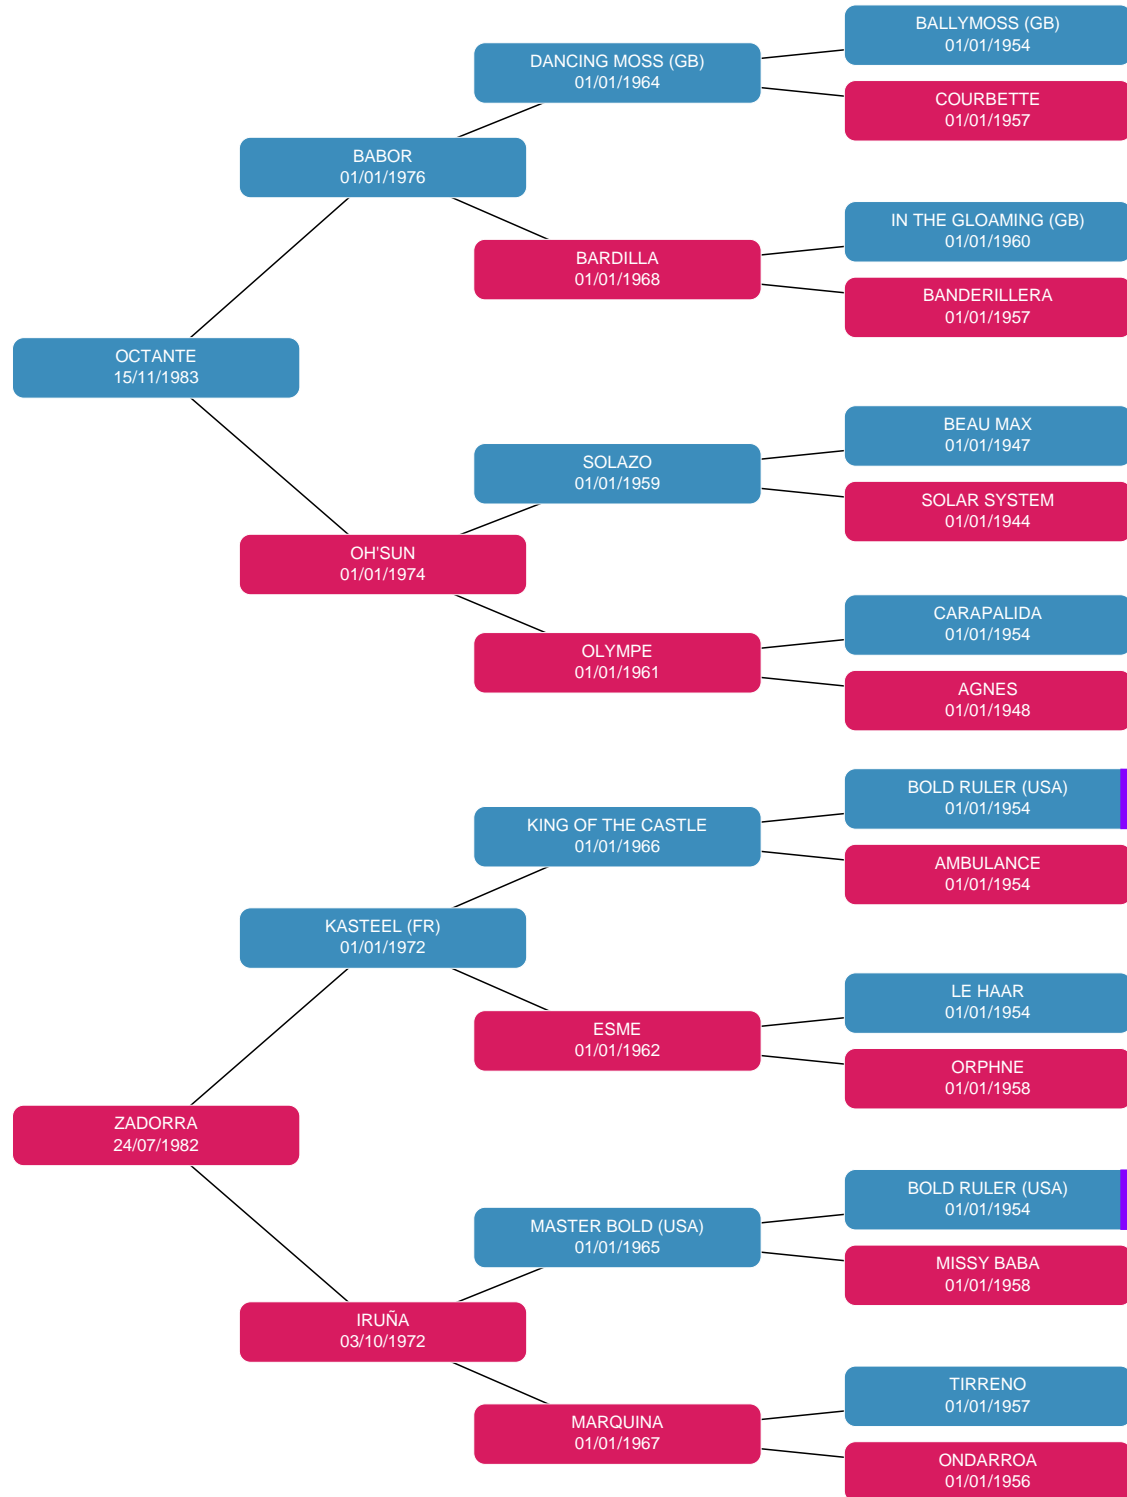 BALLYMOSS (GB)
01/01/1954
DANCING MOSS (GB)
01/01/1964
COURBETTE
01/01/1957
BABOR
01/01/1976
IN THE GLOAMING (GB)
01/01/1960
BARDILLA
01/01/1968
BANDERILLERA
01/01/1957
OCTANTE
15/11/1983
BEAU MAX
01/01/1947
SOLAZO
01/01/1959
SOLAR SYSTEM
01/01/1944
OH'SUN
01/01/1974
CARAPALIDA
01/01/1954
OLYMPE
01/01/1961
AGNES
01/01/1948
BOLD RULER (USA)
01/01/1954
KING OF THE CASTLE
01/01/1966
AMBULANCE
01/01/1954
KASTEEL (FR)
01/01/1972
LE HAAR
01/01/1954
ESME
01/01/1962
ORPHNE
01/01/1958
ZADORRA
24/07/1982
BOLD RULER (USA)
01/01/1954
MASTER BOLD (USA)
01/01/1965
MISSY BABA
01/01/1958
IRUÑA
03/10/1972
TIRRENO
01/01/1957
MARQUINA
01/01/1967
ONDARROA
01/01/1956